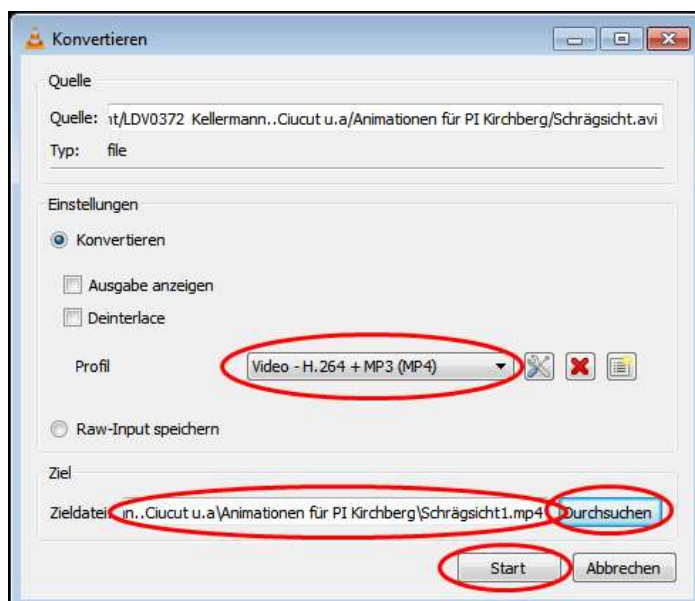 Konvertieren
Quelle
Quelle: ıt/LDV0372 Kellermann..Ciucut u.a/Animationen für PI Kirchberg/Schrägsicht.avi
Typ: file
Einstellungen
Konvertieren
Ausgabe anzeigen
Deinterlace
Profil Video - H.264 + MP3 (MP4)
Raw-Input speichern
Ziel
Zieldatei: ın..Ciucut u.a\Animationen für PI Kirchberg\Schrägsicht1.mp4 Durchsuchen
Start Abbrechen